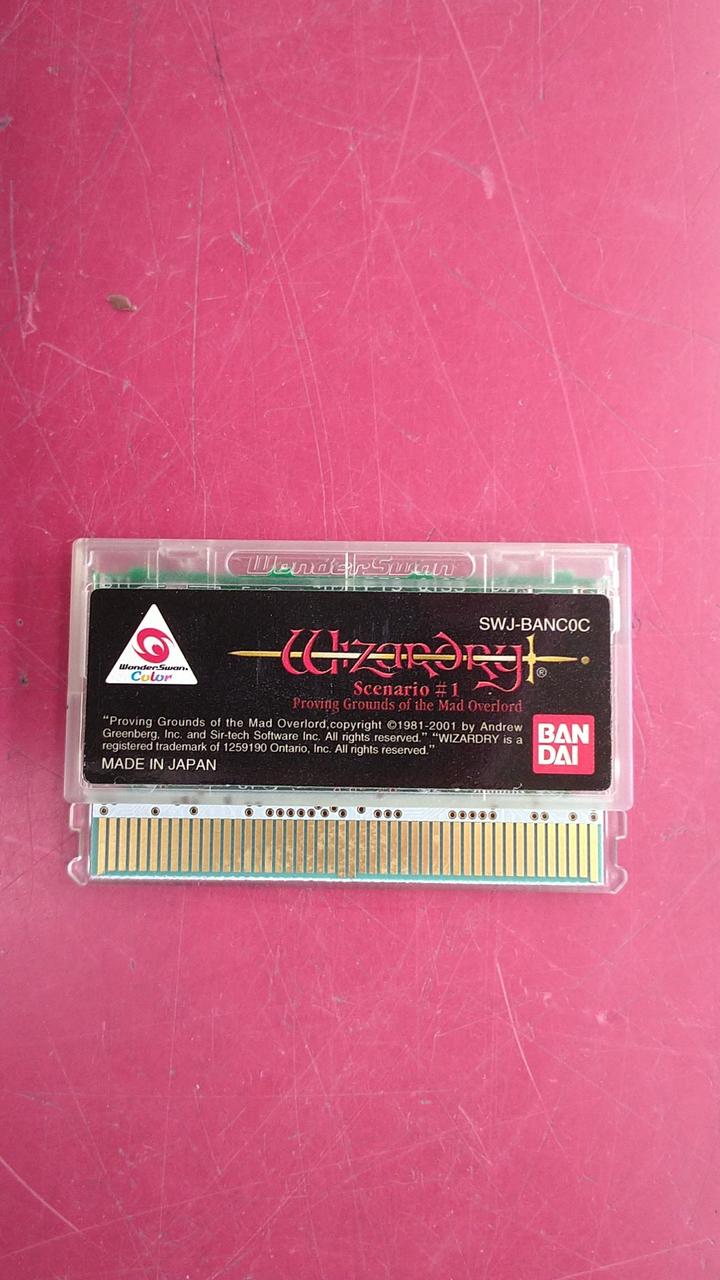 WonderSwan
SWJ-BANC0C
WonderSwan
Color
Wizardry®
Scenario #1
Proving Grounds of the Mad Overlord
“Proving Grounds of the Mad Overlord,copyright ©1981-2001 by Andrew
Greenberg, Inc. and Sir-tech Software Inc. All rights reserved.” “WIZARDRY is a
registered trademark of 1259190 Ontario, Inc. All rights reserved.”
MADE IN JAPAN
BAN
DAI